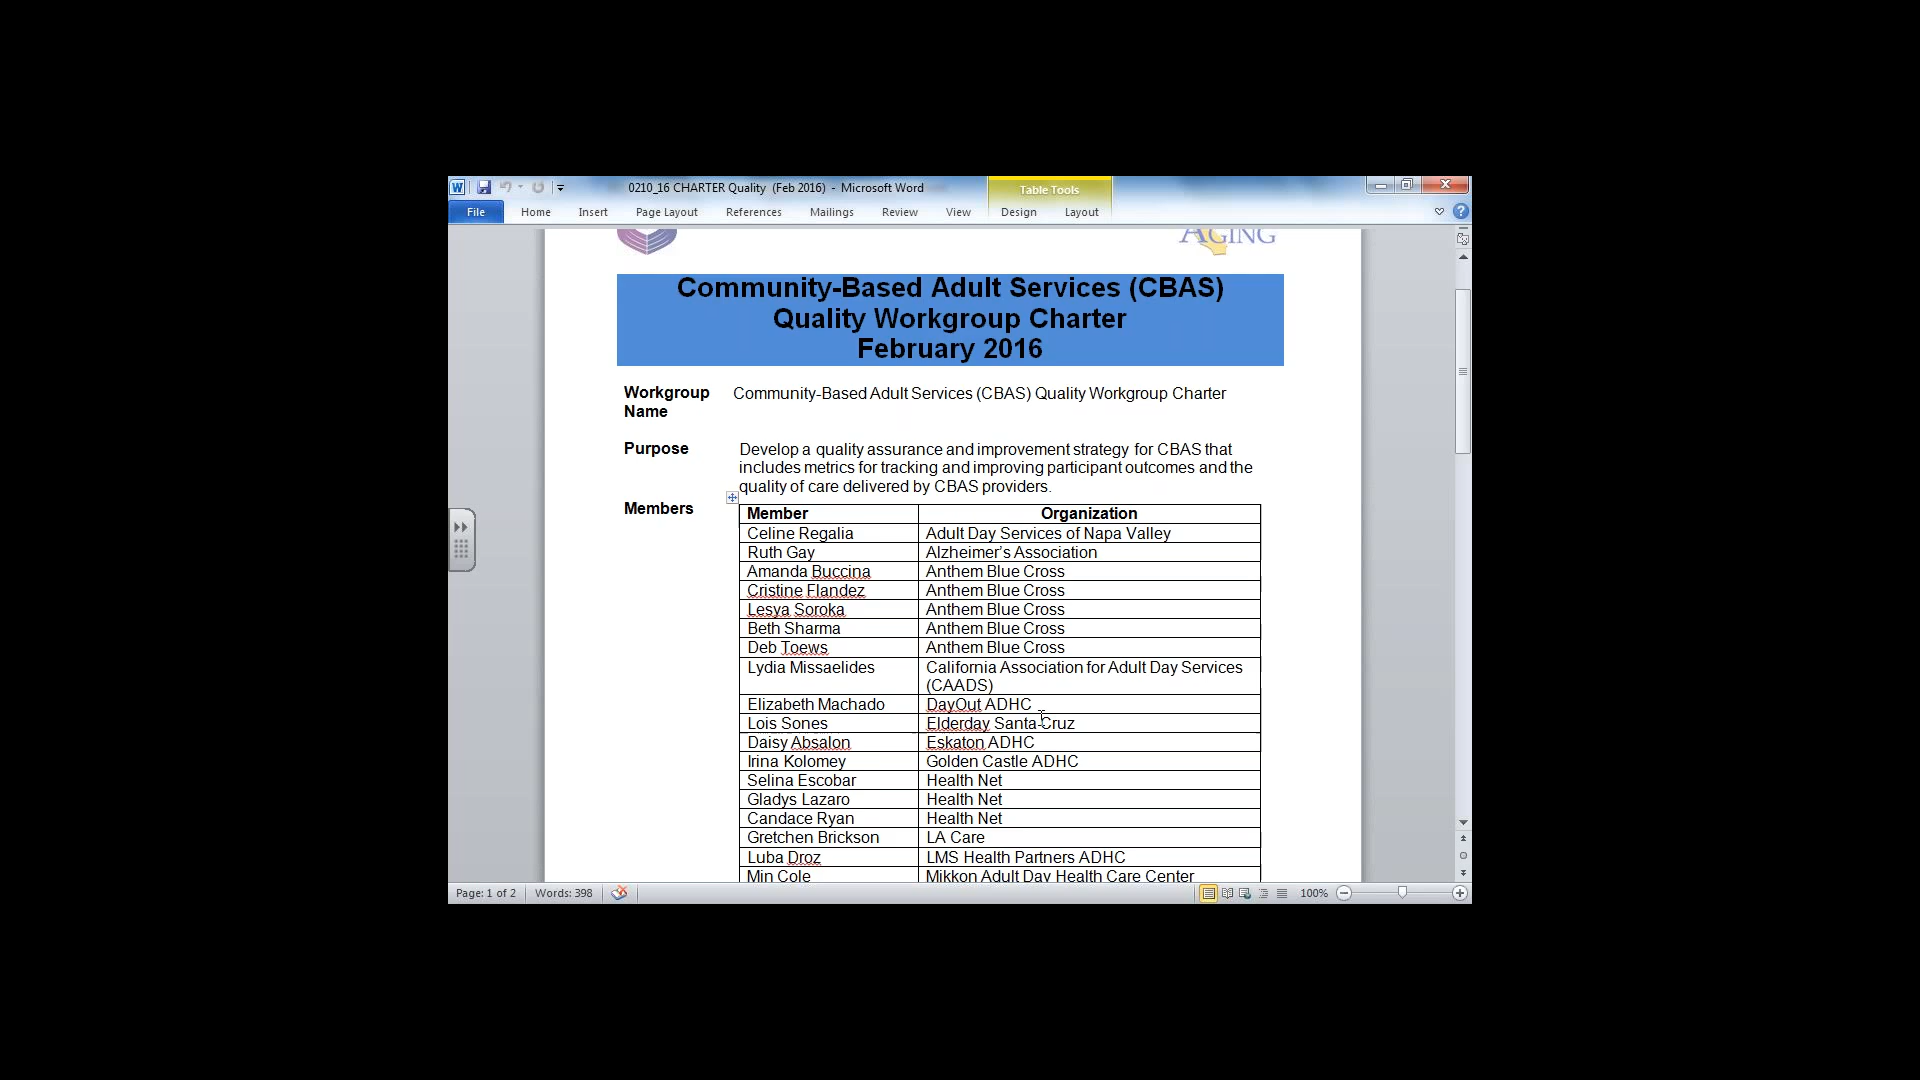 0210_16 CHARTER Quality (Feb 2016) - Microsoft Word
Table Tools
File Home Insert Page Layout References Mailings Review View Design Layout
AGING
Community-Based Adult Services (CBAS)
Quality Workgroup Charter
February 2016
Workgroup Name Community-Based Adult Services (CBAS) Quality Workgroup Charter
Purpose Develop a quality assurance and improvement strategy for CBAS that
includes metrics for tracking and improving participant outcomes and the
quality of care delivered by CBAS providers.
Members
Member Organization
Celine Regalia Adult Day Services of Napa Valley
Ruth Gay Alzheimer’s Association
Amanda Buccina Anthem Blue Cross
Cristine Flandez Anthem Blue Cross
Lesya Soroka Anthem Blue Cross
Beth Sharma Anthem Blue Cross
Deb Toews Anthem Blue Cross
Lydia Missaelides California Association for Adult Day Services
(CAADS)
Elizabeth Machado DayOut ADHC
Lois Sones Elderday Santa Cruz
Daisy Absalon Eskaton ADHC
Irina Kolomey Golden Castle ADHC
Selina Escobar Health Net
Gladys Lazaro Health Net
Candace Ryan Health Net
Gretchen Brickson LA Care
Luba Droz LMS Health Partners ADHC
Min Cole Mikkon Adult Day Health Care Center
Page: 1 of 2 Words: 398 100%